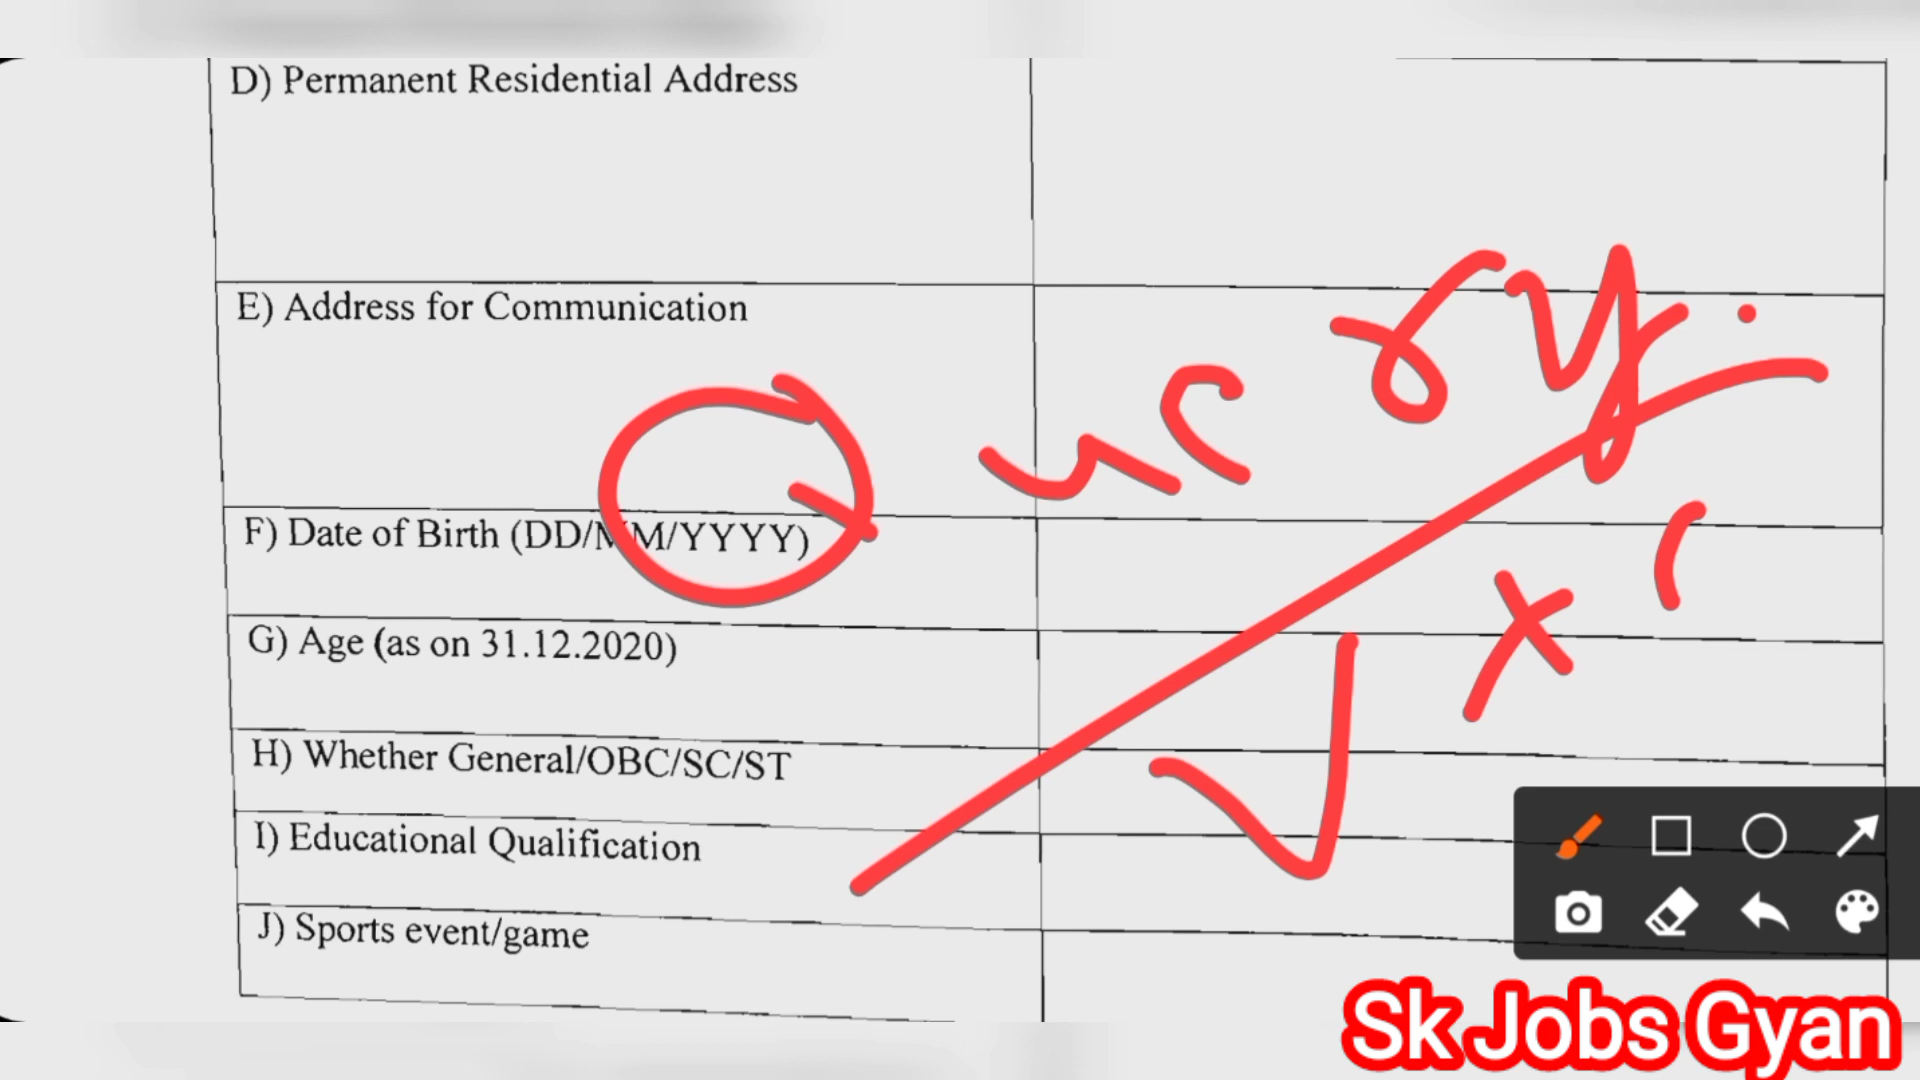 D) Permanent Residential Address
E) Address for Communication
F) Date of Birth (DD/MM/YYYY)
G) Age (as on 31.12.2020)
H) Whether General/OBC/SC/ST
I) Educational Qualification
J) Sports event/game
Sk Jobs Gyan